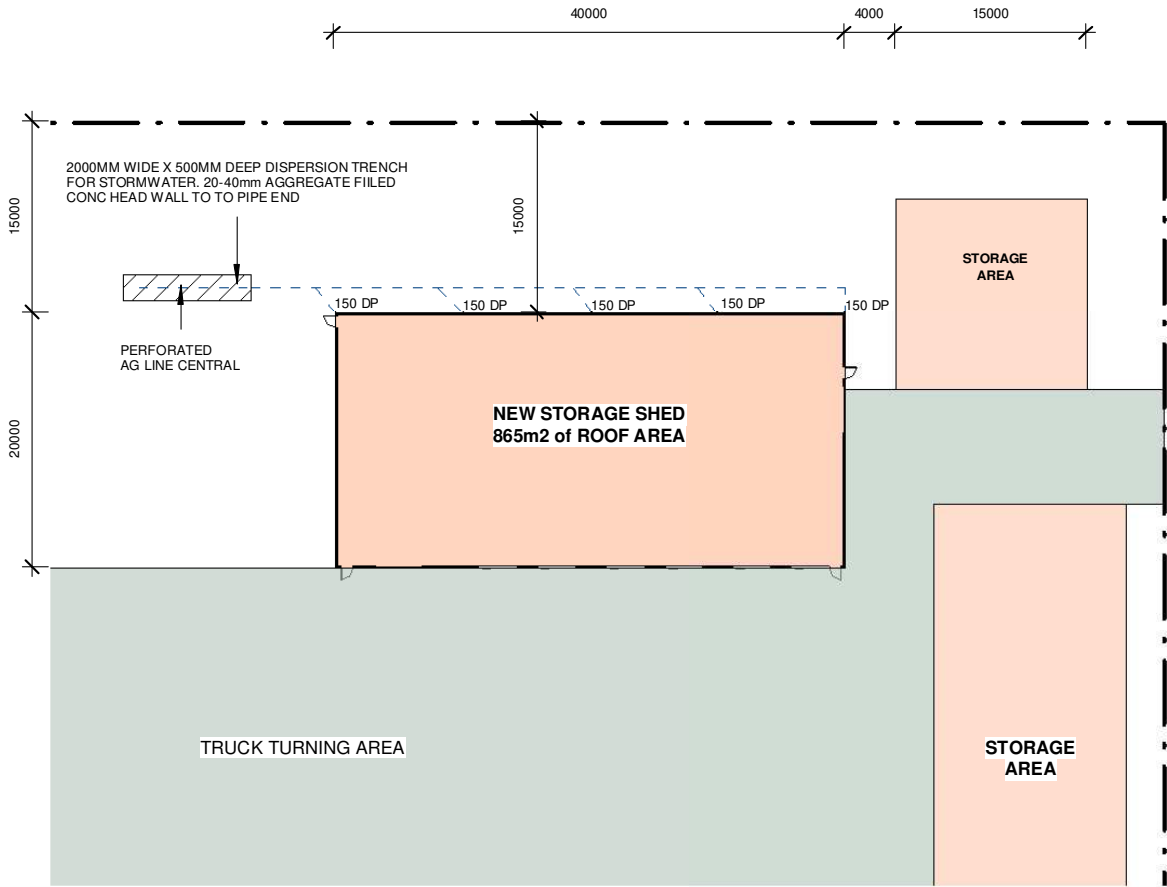 40000
4000
15000
2000MM WIDE X 500MM DEEP DISPERSION TRENCH
FOR STORMWATER. 20-40mm AGGREGATE FIILED
CONC HEAD WALL TO TO PIPE END
15000
15000
STORAGE
AREA
150 DP
150 DP
150 DP
150 DP
150 DP
PERFORATED
AG LINE CENTRAL
20000
NEW STORAGE SHED
865m2 of ROOF AREA
TRUCK TURNING AREA
STORAGE
AREA